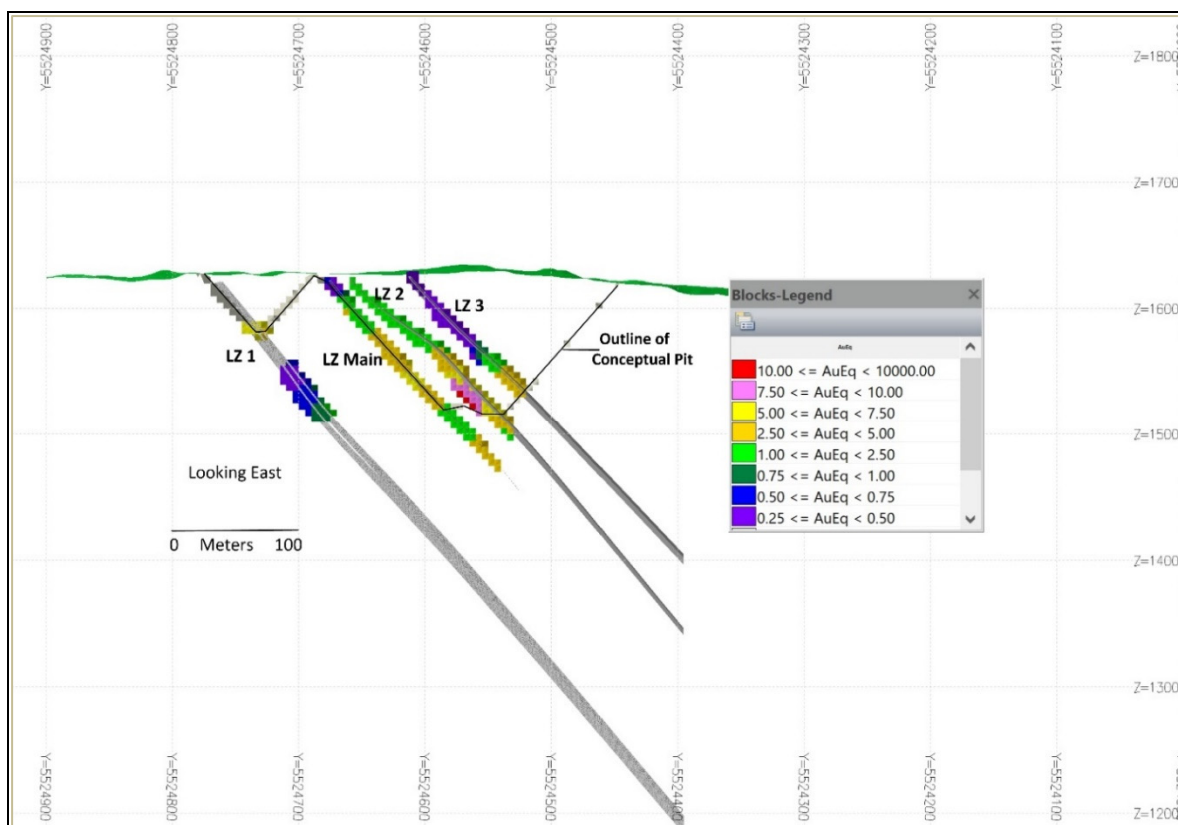 Y=5524900
Y=5524800
Y=5524700
Y=5524600
Y=5524500
Y=5524400
Y=5524300
Y=5524200
Y=5524100
Z=1800
Z=1700
Z=1600
Z=1500
Z=1400
Z=1300
Z=1200
LZ 1
LZ Main
LZ 2
LZ 3
Outline of
Conceptual Pit
Looking East
0 Meters 100
Blocks-Legend
AuEq
10.00 <= AuEq < 10000.00
7.50 <= AuEq < 10.00
5.00 <= AuEq < 7.50
2.50 <= AuEq < 5.00
1.00 <= AuEq < 2.50
0.75 <= AuEq < 1.00
0.50 <= AuEq < 0.75
0.25 <= AuEq < 0.50
Y=5524900
Y=5524800
Y=5524700
Y=5524600
Y=5524500
Y=5524400
Y=5524300
Y=5524200
Y=5524100